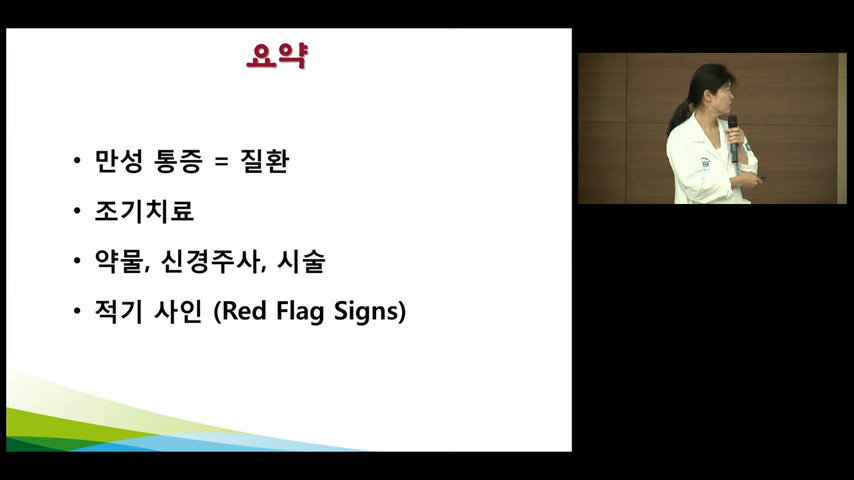 요약
• 만성 통증 = 질환
• 조기치료
• 약물, 신경주사, 시술
• 적기 사인 (Red Flag Signs)